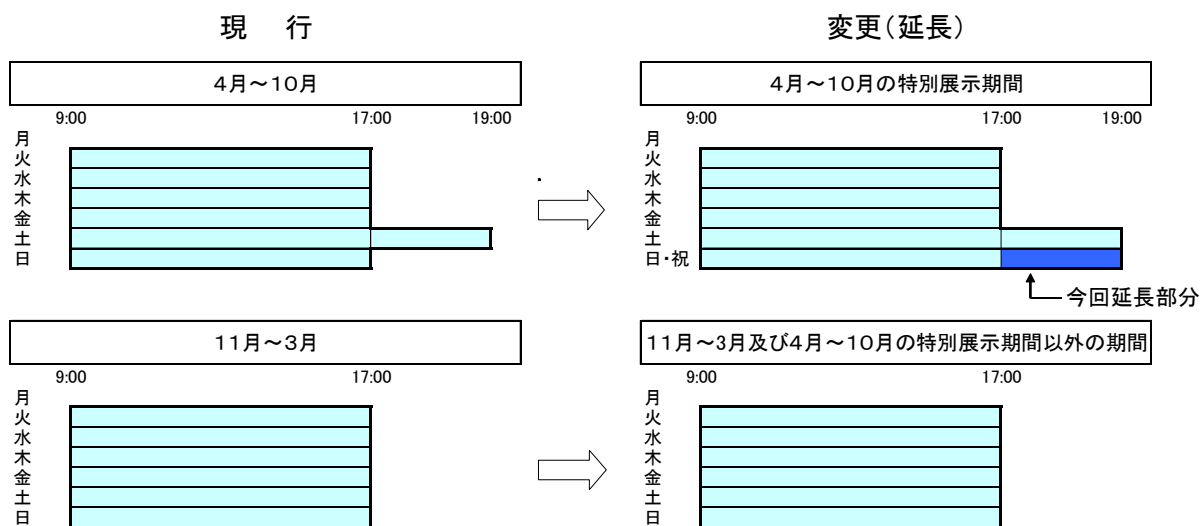 現　行
変更（延長）
４月～１０月
４月～１０月の特別展示期間
9:00 17:00 19:00
9:00 17:00 19:00
月
火
水
木
金
土
日
月
火
水
木
金
土
日・祝
今回延長部分
１１月～３月
１１月～3月及び４月～１０月の特別展示期間以外の期間
9:00 17:00
9:00 17:00
月
火
水
木
金
土
日
月
火
水
木
金
土
日